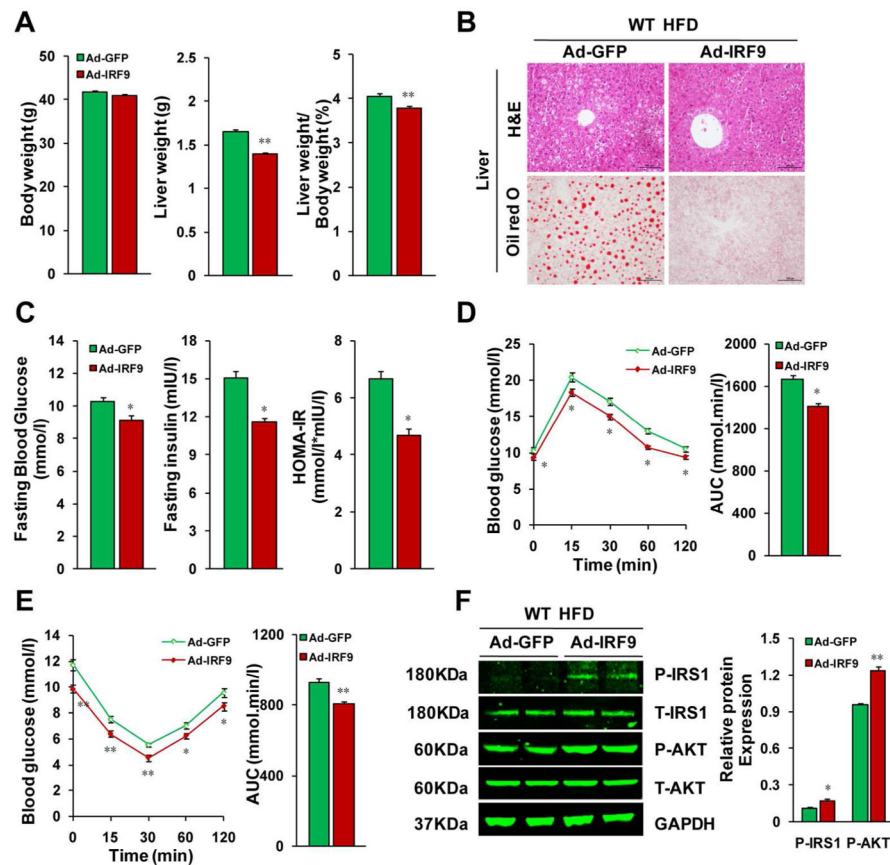 A
Ad-GFP
Ad-IRF9
Body weight (g)
50
40
30
20
10
0
Liver weight (g)
2.5
2
1.5
1
0.5
0
**
Liver weight/
Body weight (%)
5
4
3
2
1
0
**
B
WT HFD
Ad-GFP
Ad-IRF9
Liver
H&E
Oil red O
C
Fasting Blood Glucose
(mmo/l)
14
12
10
8
6
4
2
0
Ad-GFP
Ad-IRF9
*
Fasting insulin (mIU/l)
18
15
12
9
6
3
0
*
HOMA-IR
(mmol/l*mIU/l)
8
6
4
2
0
*
D
Blood glucose (mmol/l)
25
20
15
10
5
0
Ad-GFP
Ad-IRF9
*
*
*
*
*
0
15
30
60
120
Time (min)
AUC (mmol.min/l)
2000
1600
1200
800
400
0
Ad-GFP
Ad-IRF9
*
E
Blood glucose (mmol/l)
14
12
10
8
6
4
2
0
Ad-GFP
Ad-IRF9
**
**
**
*
*
0
15
30
60
120
Time (min)
AUC (mmol.min/l)
1200
800
400
0
Ad-GFP
Ad-IRF9
**
F
WT HFD
Ad-GFP
Ad-IRF9
180KDa
P-IRS1
180KDa
T-IRS1
60KDa
P-AKT
60KDa
T-AKT
37KDa
GAPDH
Relative protein
Expression
1.5
1.2
0.9
0.6
0.3
0
Ad-GFP
Ad-IRF9
*
**
P-IRS1
P-AKT